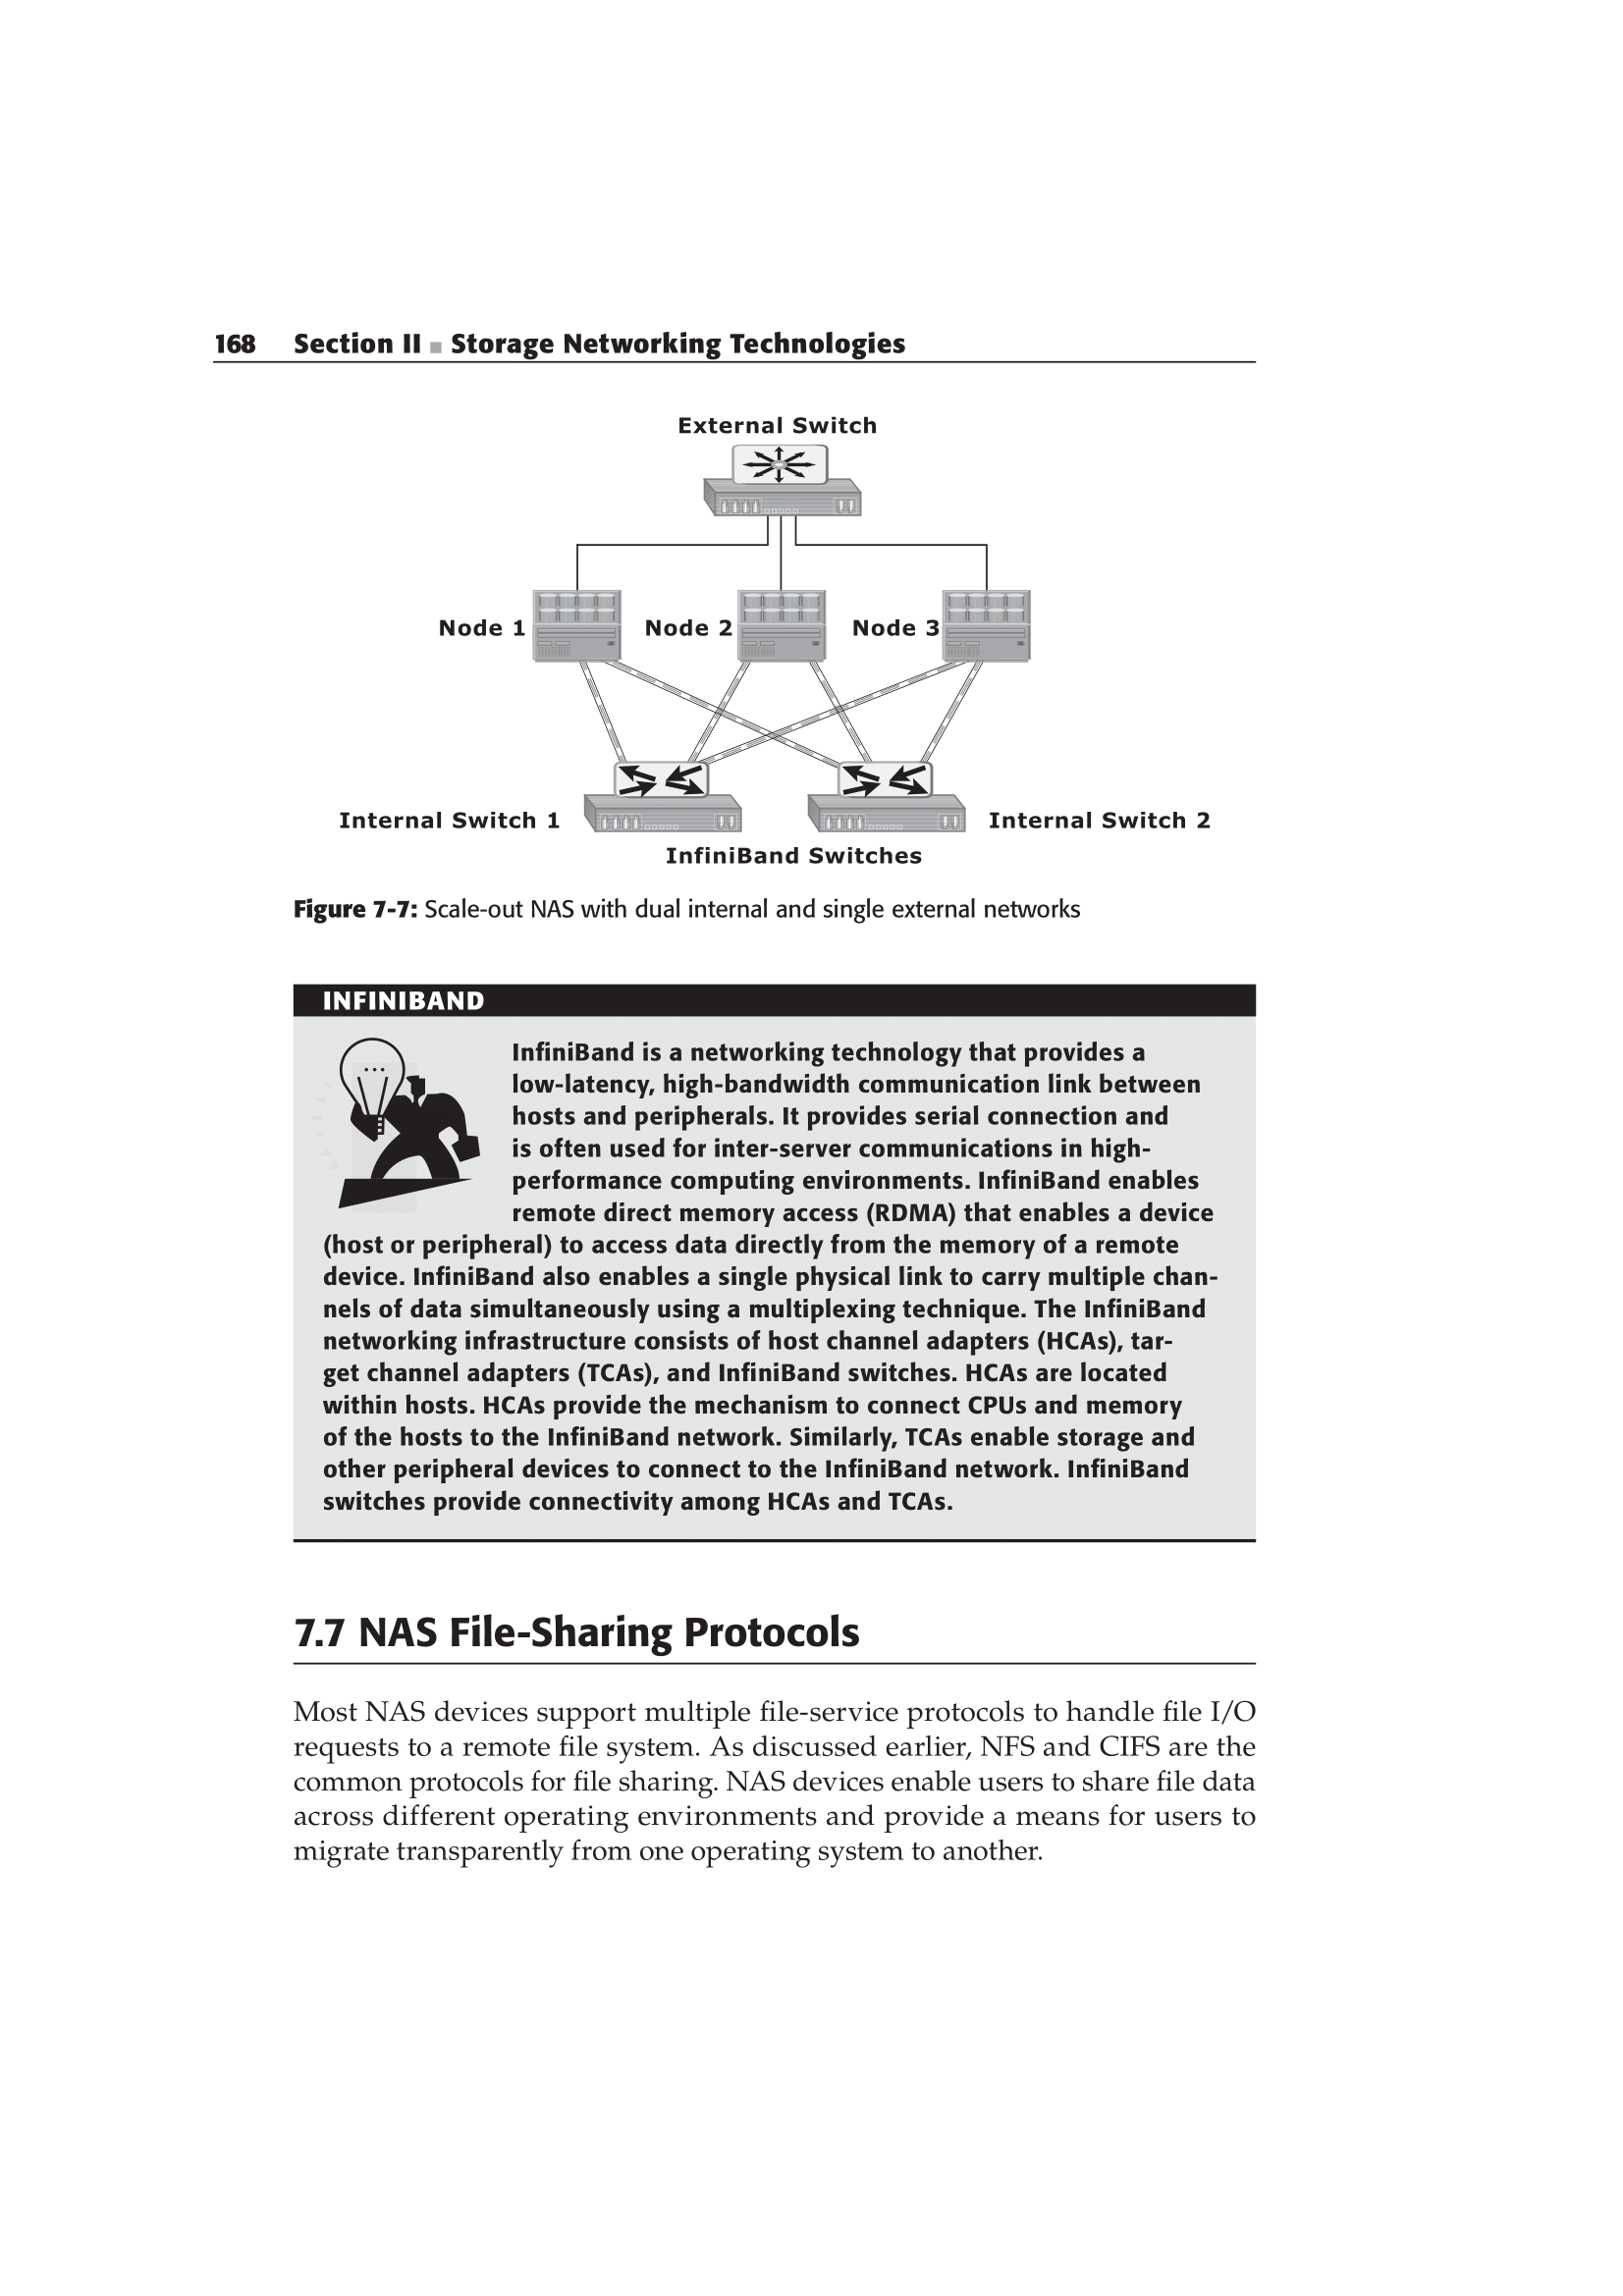 168 Section II ■ Storage Networking Technologies
External Switch
Node 1 Node 2 Node 3
Internal Switch 1 Internal Switch 2
InfiniBand Switches
Figure 7-7: Scale-out NAS with dual internal and single external networks
INFINIBAND
InfiniBand is a networking technology that provides a
low-latency, high-bandwidth communication link between
hosts and peripherals. It provides serial connection and
is often used for inter-server communications in high-
performance computing environments. InfiniBand enables
remote direct memory access (RDMA) that enables a device
(host or peripheral) to access data directly from the memory of a remote
device. InfiniBand also enables a single physical link to carry multiple chan-
nels of data simultaneously using a multiplexing technique. The InfiniBand
networking infrastructure consists of host channel adapters (HCAs), tar-
get channel adapters (TCAs), and InfiniBand switches. HCAs are located
within hosts. HCAs provide the mechanism to connect CPUs and memory
of the hosts to the InfiniBand network. Similarly, TCAs enable storage and
other peripheral devices to connect to the InfiniBand network. InfiniBand
switches provide connectivity among HCAs and TCAs.
7.7 NAS File-Sharing Protocols
Most NAS devices support multiple file-service protocols to handle file I/O
requests to a remote file system. As discussed earlier, NFS and CIFS are the
common protocols for file sharing. NAS devices enable users to share file data
across different operating environments and provide a means for users to
migrate transparently from one operating system to another.